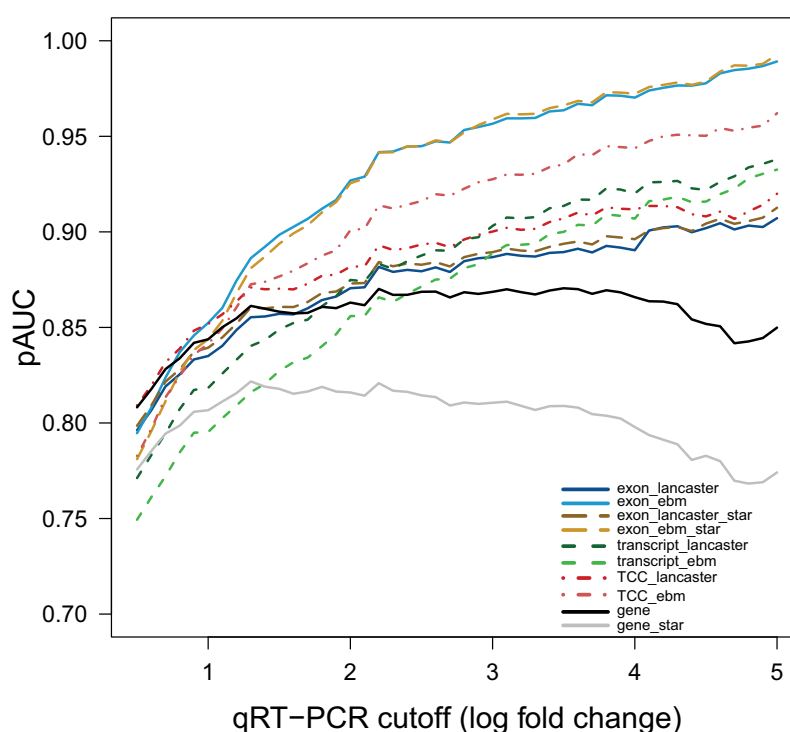 1.00
0.95
0.90
0.85
0.80
0.75
0.70
pAUC
exon_lancaster
exon_ebm
exon_lancaster_star
exon_ebm_star
transcript_lancaster
transcript_ebm
TCC_lancaster
TCC_ebm
gene
gene_star
1 2 3 4 5
qRT−PCR cutoff (log fold change)